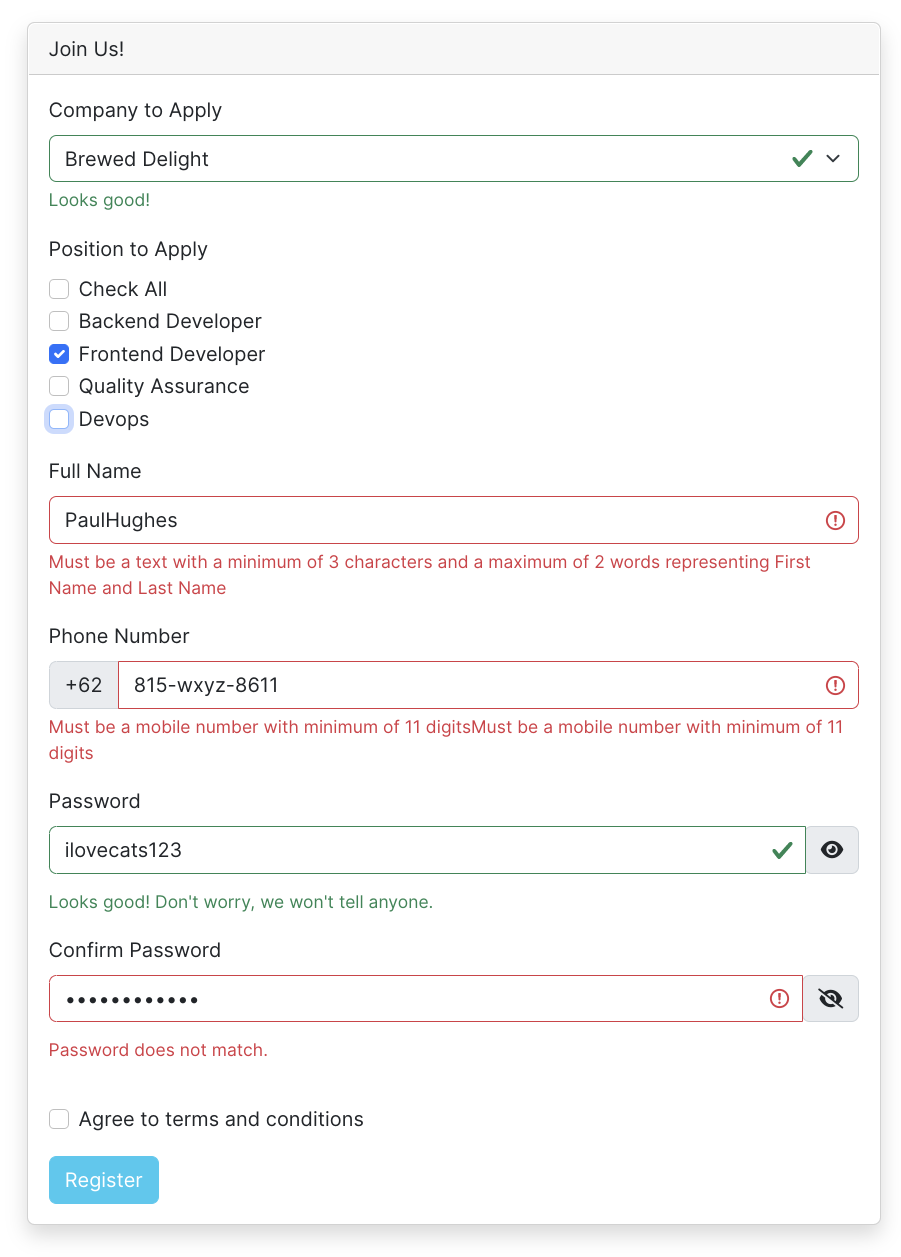 Join Us!
Company to Apply
Brewed Delight
Looks good!
Position to Apply
Check All
Backend Developer
Frontend Developer
Quality Assurance
Devops
Full Name
PaulHughes
Must be a text with a minimum of 3 characters and a maximum of 2 words representing First
Name and Last Name
Phone Number
+62 815-wxyz-8611
Must be a mobile number with minimum of 11 digitsMust be a mobile number with minimum of 11
digits
Password
ilovecats123
Looks good! Don't worry, we won't tell anyone.
Confirm Password
••••••••••••
Password does not match.
Agree to terms and conditions
Register